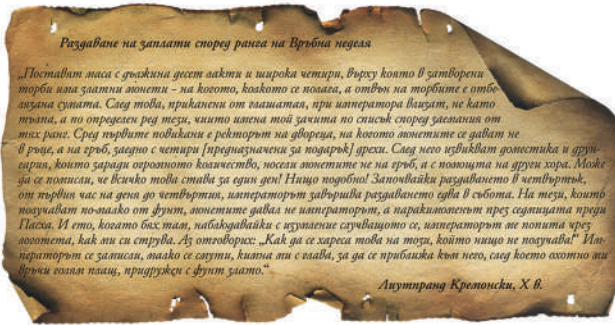 Раздаване на заплати според ранга на Връбна неделя
„Поставят маса с дължина десет лакти и широка четири, върху която в затворени
торби има златни монети - на когото, колкото се полага, а отвън на торбите е отбе-
лязана сумата. След това, приканени от глашатая, при императора влизат, не като
тълпа, а по определен ред тези, чиито имена той зачита по списък според заемания от
тях ранг. Сред първите повикани е ректорът на двореца, на когото монетите се дават не
в ръце, а на гръб, заедно с четири [предназначени за подарък] дрехи. След него извикват доместика и друн-
гария, които заради огромното количество, носели монетите не на гръб, а с помощта на други хора. Може
да се помисли, че всичко това става за един ден! Нищо подобно! Започвайки раздаването в четвъртък,
от първия час на деня до четвъртия, императорът завършва раздаването едва в събота. На тези, които
получават по-малко от фунт, монетите давал не императорът, а паракимоменът през седмицата преди
Пасха. И ето, когато бях там, наблюдавайки с изумление случващото се, императорът ме попита чрез
логотета, как ми си струва. Аз отговорих: „Как да се хареса това на този, който нищо не получава!“ Им-
ператорът се замисли, малко се смути, кимна ми с глава, за да се приближа към него, след което охотно ми
връчи голям плащ, придружен с фунт злато.“
Лиутпранд Кремонски, X в.